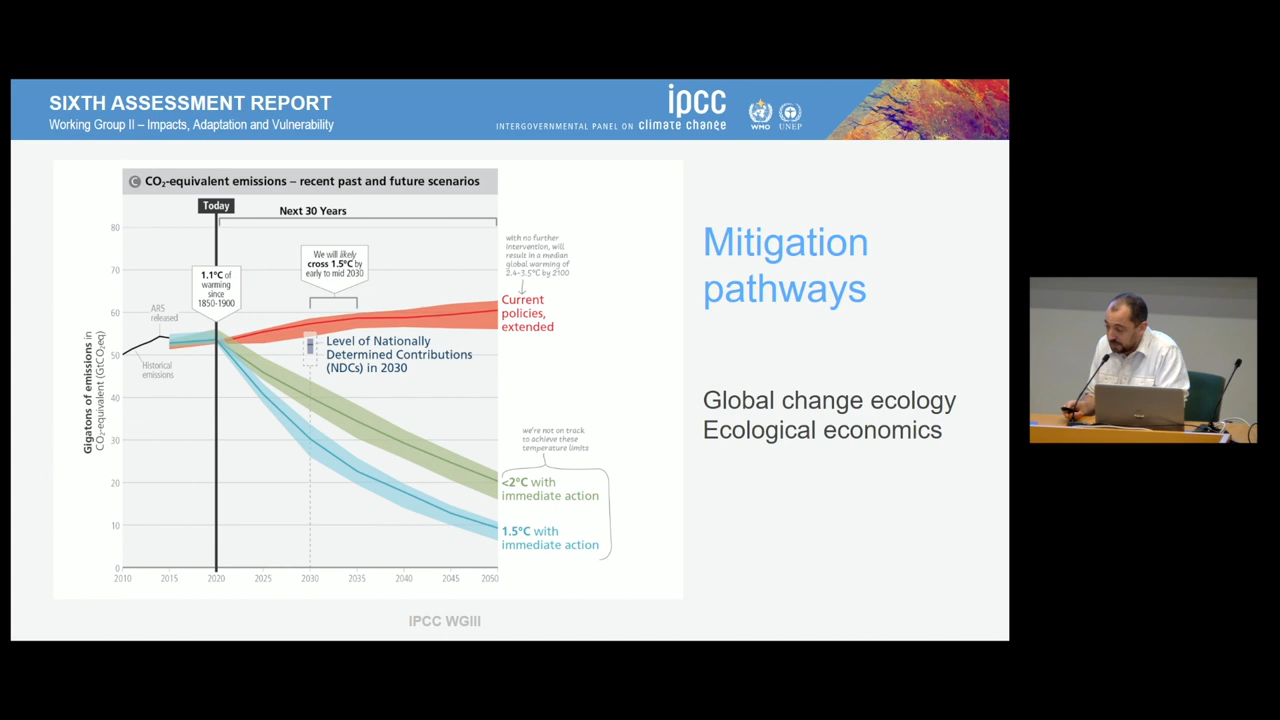 SIXTH ASSESSMENT REPORT
Working Group II – Impacts, Adaptation and Vulnerability
ipcc
INTERGOVERNMENTAL PANEL ON climate change
WMO
UNEP
C CO₂-equivalent emissions – recent past and future scenarios
Today
Next 30 Years
80
70
60
50
40
30
20
10
0
Gigatons of emissions in
CO₂-equivalent (GtCO₂eq)
1.1°C of
warming
since
1850-1900
We will likely
cross 1.5°C by
early to mid 2030
AR5
released
Historical
emissions
with no further
intervention, will
result in a median
global warming of
2.4-3.5°C by 2100
Current
policies,
extended
Level of Nationally
Determined Contributions
(NDCs) in 2030
we're not on track
to achieve these
temperature limits
<2°C with
immediate action
1.5°C with
immediate action
2010 2015 2020 2025 2030 2035 2040 2045 2050
IPCC WGIII
Mitigation
pathways
Global change ecology
Ecological economics